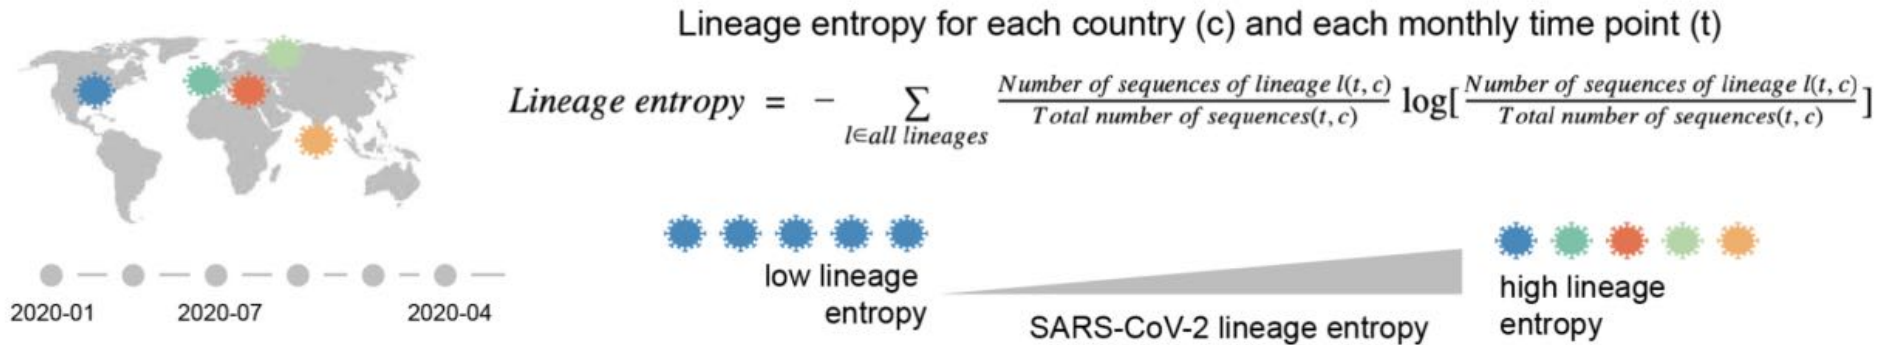 Lineage entropy for each country (c) and each monthly time point (t)
Lineage entropy = − ∑ l∈all lineages Number of sequences of lineage l(t, c) / Total number of sequences(t, c) log[ Number of sequences of lineage l(t, c) / Total number of sequences(t, c) ]
2020-01 2020-07 2020-04
low lineage
entropy
SARS-CoV-2 lineage entropy
high lineage
entropy